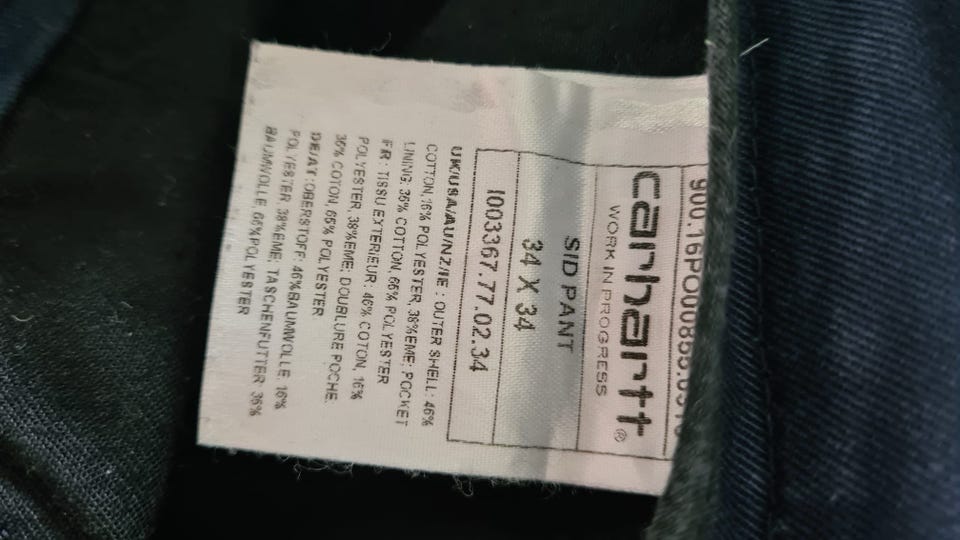 carhartt®
WORK IN PROGRESS
SID PANT
34 X 34
I003367.77.02.34
UK/USA/AU/NZ/IE : OUTER SHELL: 46%
COTTON, 16% POLYESTER, 38%EME; POCKET
LINING: 35% COTTON, 65% POLYESTER
FR : TISSU EXTERIEUR : 46% COTON, 16%
POLYESTER, 38%EME; DOUBLURE POCHE:
35% COTON, 65% POLYESTER
DE/AT :OBERSTOFF: 46%BAUMWOLLE, 16%
POLYESTER, 38%EME; TASCHENFUTTER 35%
BAUMWOLLE, 65%POLYESTER